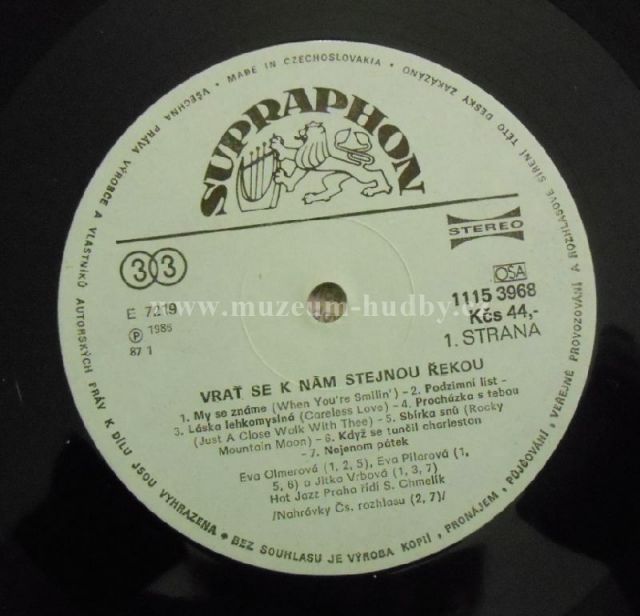 • VŠECHNA PRÁVA VÝROBCE A VLASTNÍKŮ AUTORSKÝCH PRÁV K DÍLU JSOU VYHRAZENA • BEZ SOUHLASU JE VÝROBA KOPIÍ, PRONÁJEM, PŮJČOVÁNÍ, VEŘEJNÉ PROVOZOVÁNÍ A ROZHLASOVÉ ŠÍŘENÍ TÉTO DESKY ZAKÁZÁNO
• MADE IN CZECHOSLOVAKIA •
SUPRAPHON
STEREO
33
OSA
E 7219
1115 3968
Ⓟ 1986
Kčs 44,-
87 1
1. STRANA
www.muzeum-hudby.
VRAŤ SE K NÁM STEJNOU ŘEKOU
1. My se známe (When You're Smilin') – 2. Podzimní list –
3. Láska lehkomyslná (Careless Love) – 4. Procházka s tebou
(Just A Close Walk With Thee) – 5. Sbírka snů (Rocky
Mountain Moon) – 6. Když se tančil charleston
– 7. Nejenom pátek
Eva Olmerová (1, 2, 5), Eva Pilarová (1,
5, 6) a Jitka Vrbová (1, 3, 7)
Hot Jazz Praha řídí S. Chmelík
/Nahrávky Čs. rozhlasu (2, 7)/